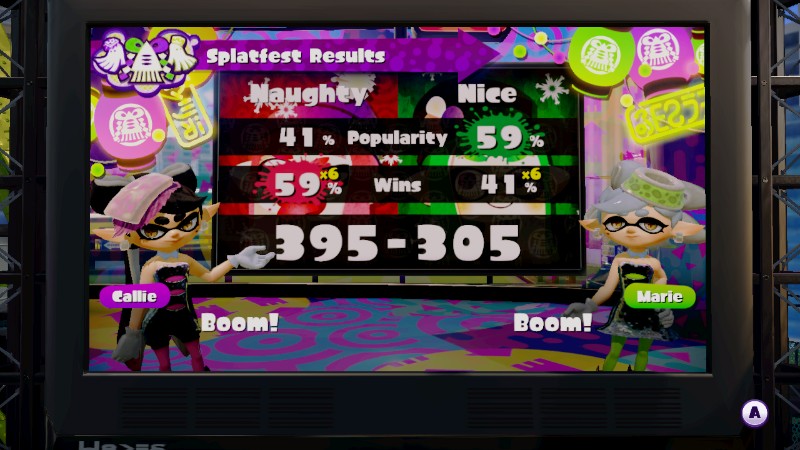 Splatfest Results
Naughty Nice
41 % Popularity 59 %
59 x6 % Wins 41 x6 %
395-305
Callie Marie
Boom! Boom!
A